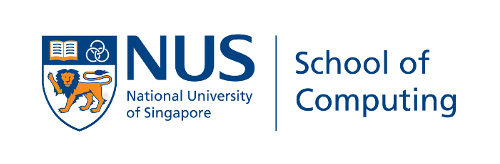 NUS
National University
of Singapore
School of
Computing